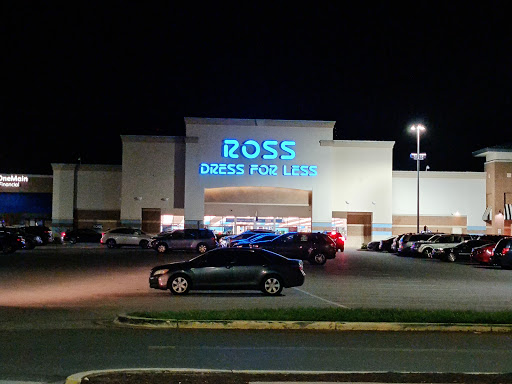 ROSS
DRESS FOR LESS
OneMain
Financial